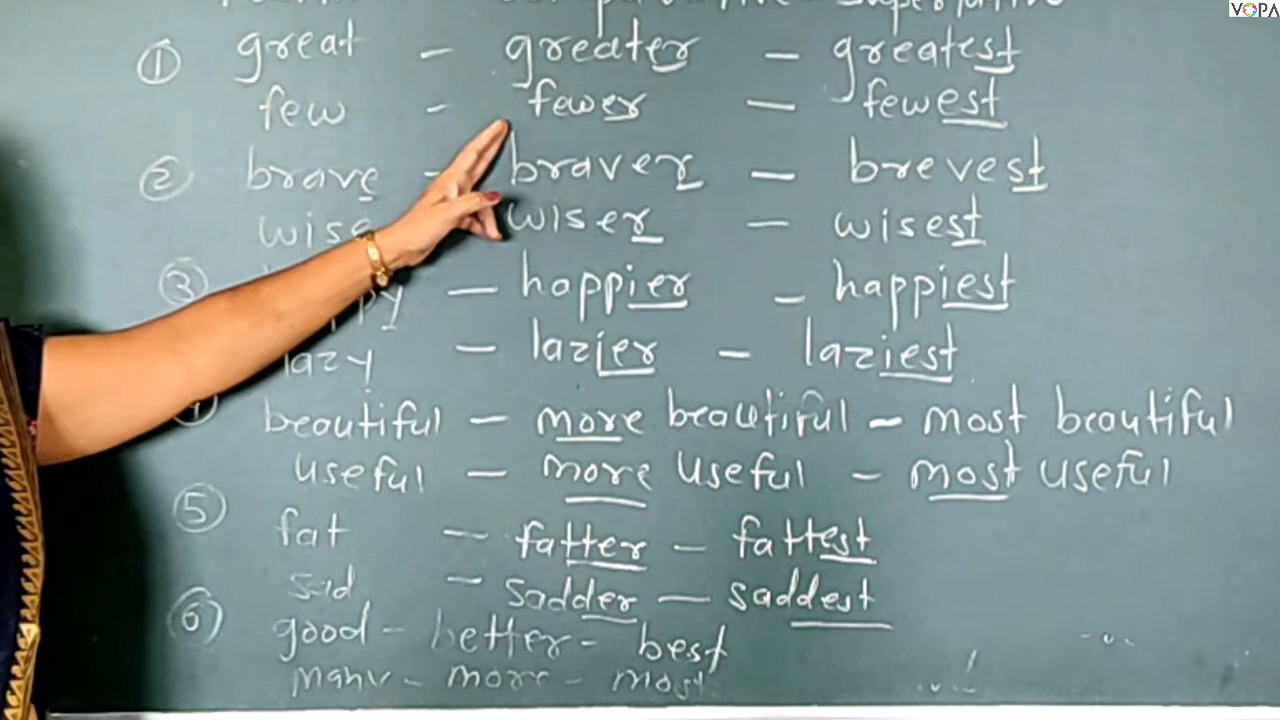 VOPA
comparative superlative
① great - greater - greatest
few - fewer - fewest
② brave - braver - brevest
wise wiser - wisest
③ - happier - happiest
lazy - lazier - laziest
beautiful - more beautiful - most beautiful
useful - more useful - most useful
⑤ fat - fatter - fattest
sad - sadder - saddest
⑥ good - better - best
many - more - most